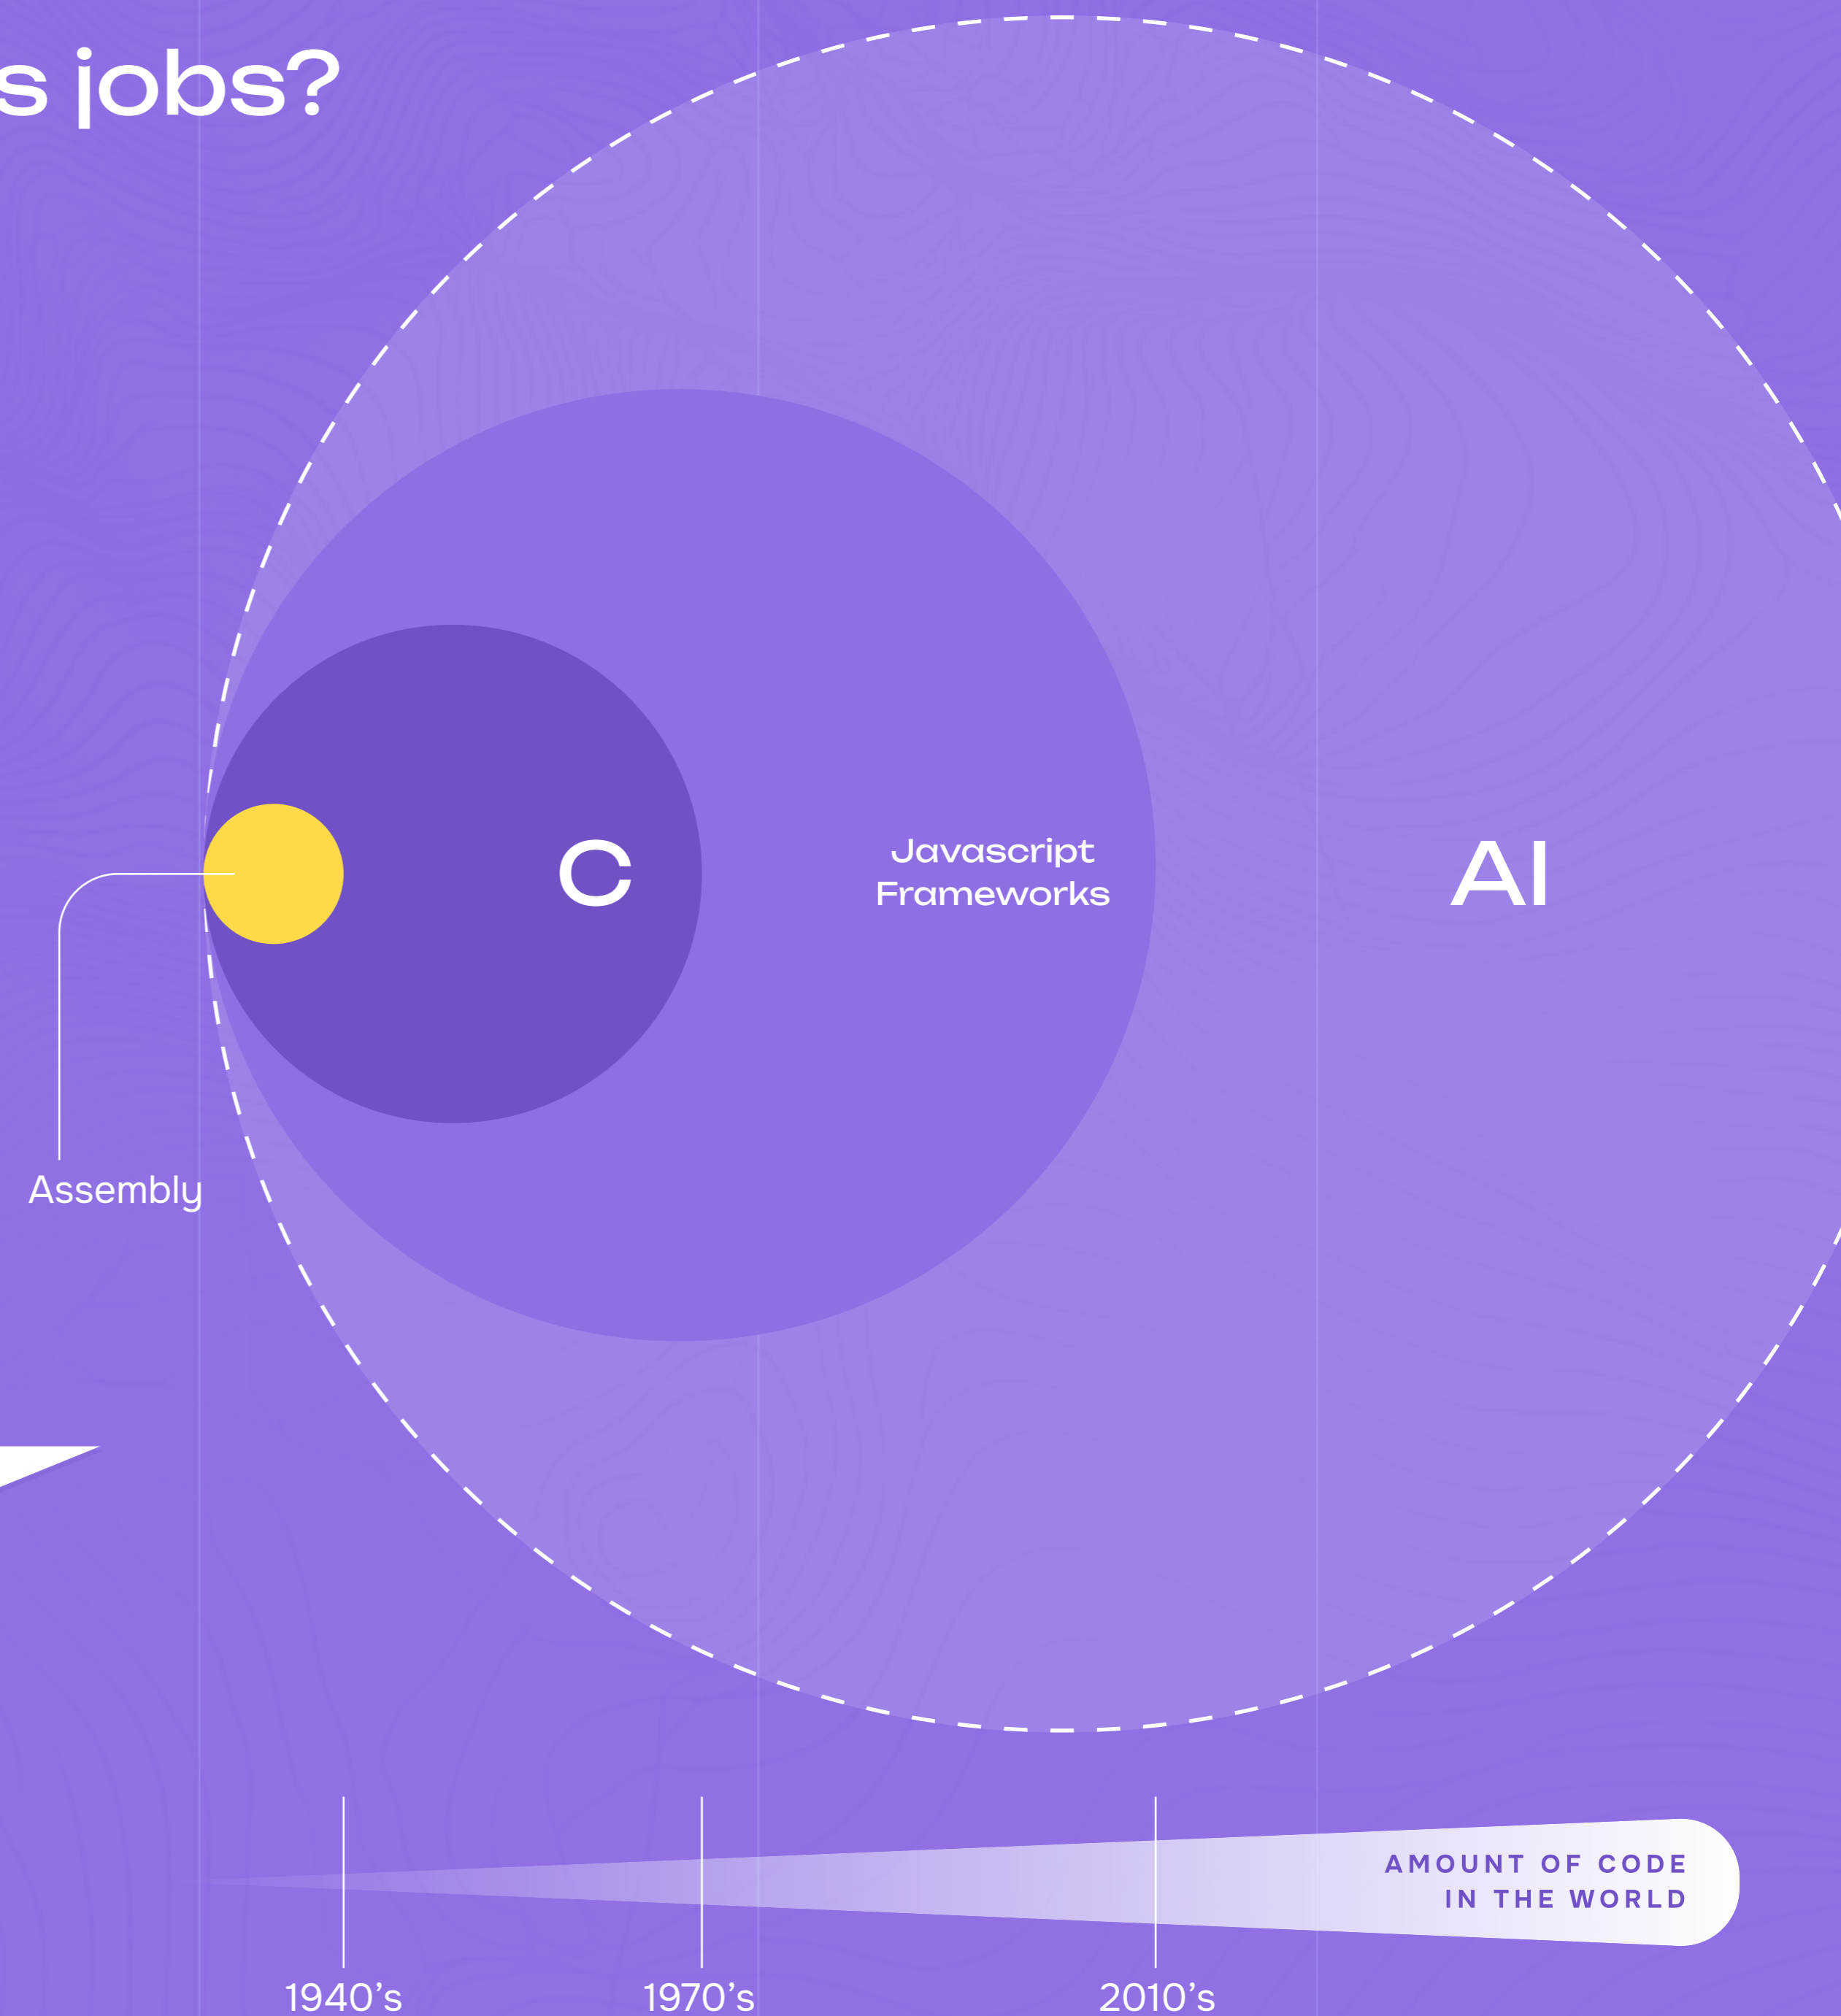 s jobs?
C
Javascript
Frameworks
AI
Assembly
AMOUNT OF CODE
IN THE WORLD
1940’s
1970’s
2010’s